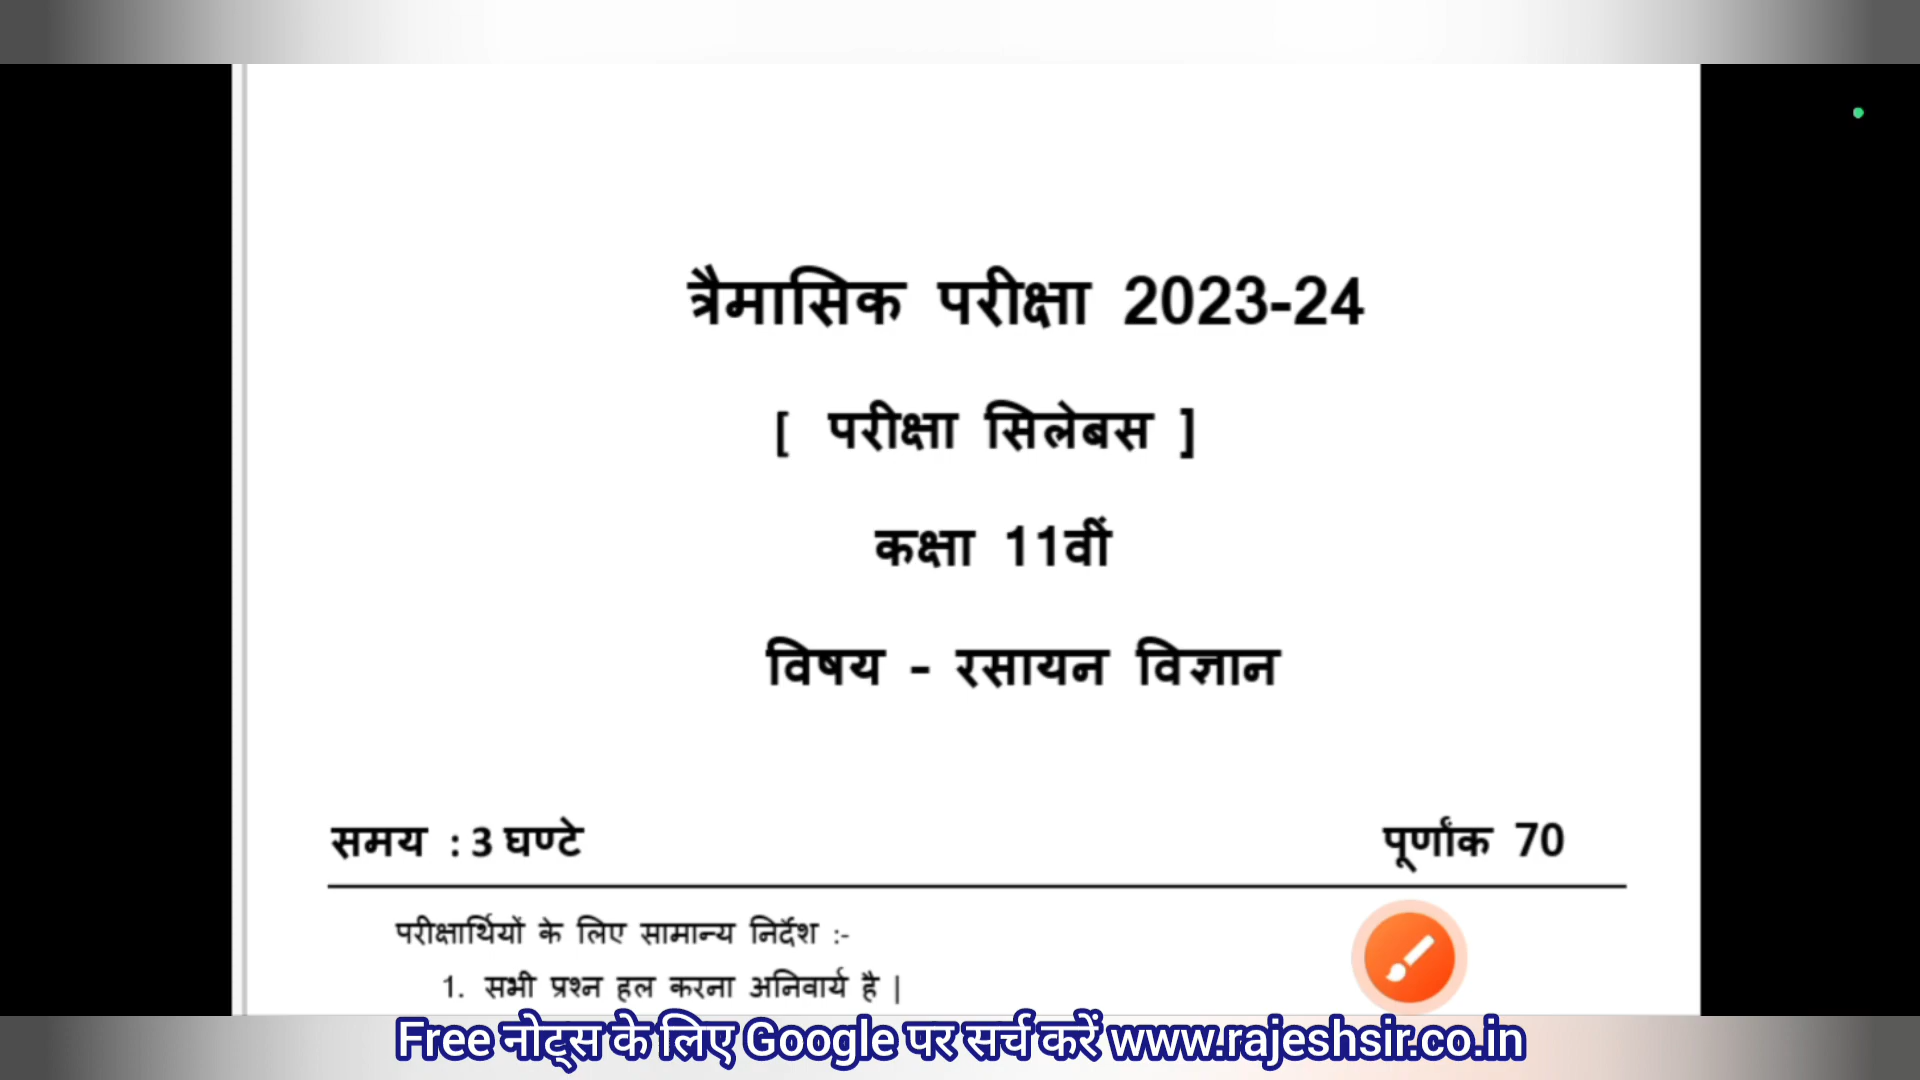 त्रैमासिक परीक्षा 2023-24
[ परीक्षा सिलेबस ]
कक्षा 11वीं
विषय - रसायन विज्ञान
समय : 3 घण्टे पूर्णांक 70
परीक्षार्थियों के लिए सामान्य निर्देश :-
1. सभी प्रश्न हल करना अनिवार्य है |
Free नोट्स के लिए Google पर सर्च करें www.rajeshsir.co.in